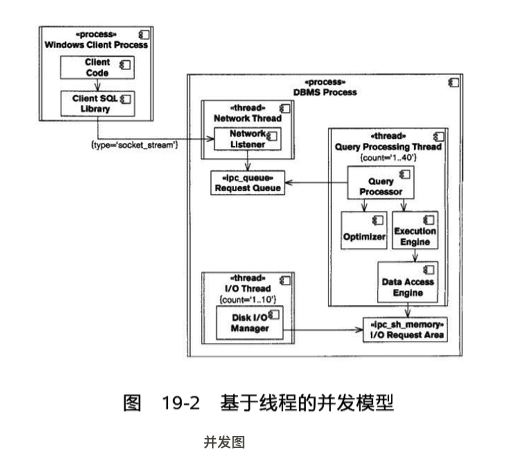 «process»
Windows Client Process
Client
Code
Client SQL
Library
{type='socket_stream'}
«process»
DBMS Process
«thread»
Network Thread
Network
Listener
«ipc_queue»
Request Queue
«thread»
Query Processing Thread
{count='1..40'}
Query
Processor
Optimizer
Execution
Engine
Data Access
Engine
«thread»
I/O Thread
{count='1..10'}
Disk I/O
Manager
«ipc_sh_memory»
I/O Request Area
图 19-2 基于线程的并发模型
并发图